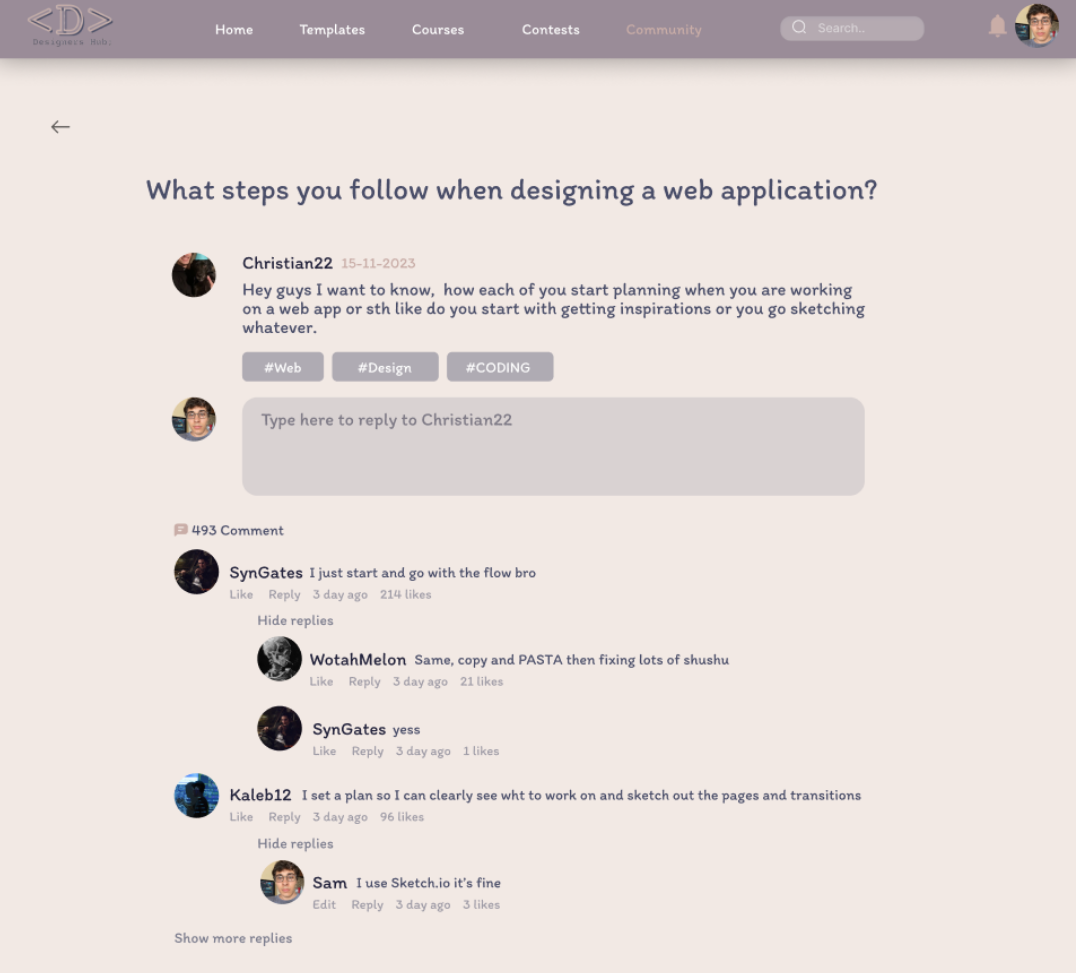 <D>
Designers Hub;
Home Templates Courses Contests Community Search..
What steps you follow when designing a web application?
Christian22 15-11-2023
Hey guys I want to know, how each of you start planning when you are working
on a web app or sth like do you start with getting inspirations or you go sketching
whatever.
#Web #Design #CODING
Type here to reply to Christian22
493 Comment
SynGates I just start and go with the flow bro
Like Reply 3 day ago 214 likes
Hide replies
WotahMelon Same, copy and PASTA then fixing lots of shushu
Like Reply 3 day ago 21 likes
SynGates yess
Like Reply 3 day ago 1 likes
Kaleb12 I set a plan so I can clearly see wht to work on and sketch out the pages and transitions
Like Reply 3 day ago 96 likes
Hide replies
Sam I use Sketch.io it's fine
Edit Reply 3 day ago 3 likes
Show more replies